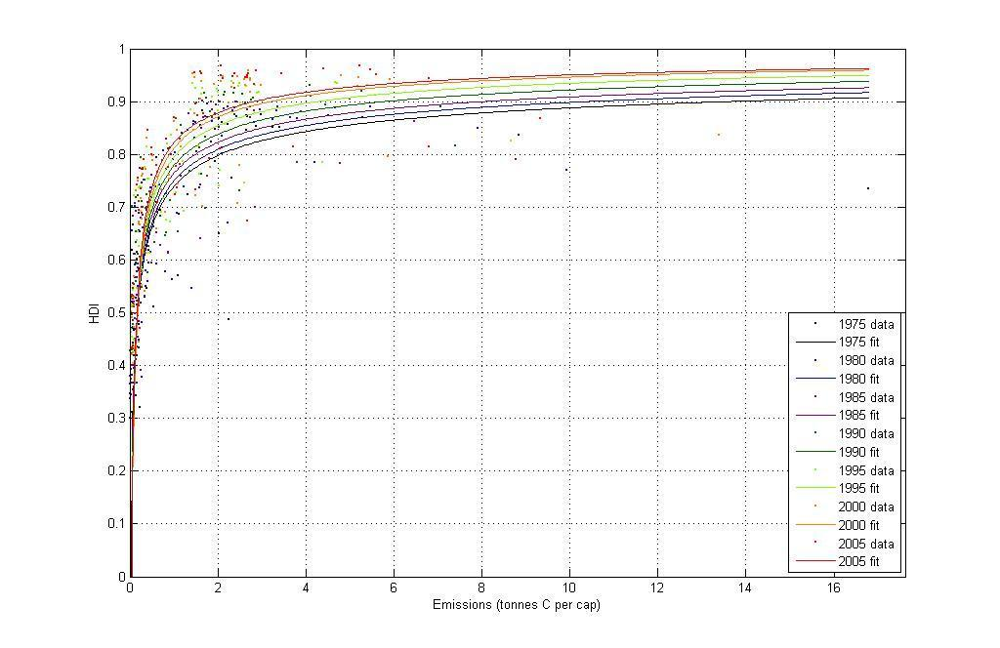 1
0.9
0.8
0.7
0.6
0.5
0.4
0.3
0.2
0.1
0
HDI
0 2 4 6 8 10 12 14 16
Emissions (tonnes C per cap)
1975 data
1975 fit
1980 data
1980 fit
1985 data
1985 fit
1990 data
1990 fit
1995 data
1995 fit
2000 data
2000 fit
2005 data
2005 fit